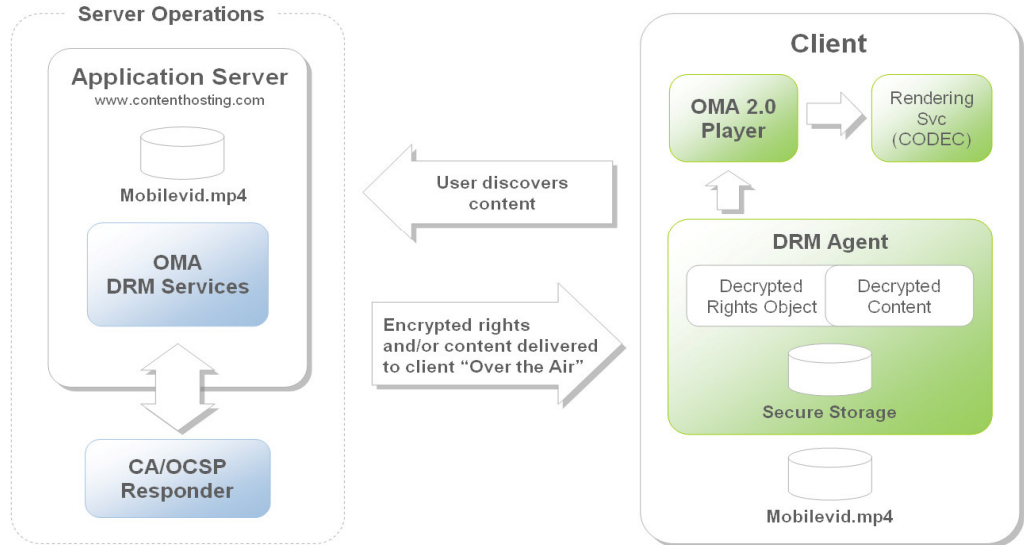 Server Operations
Application Server
www.contenthosting.com
Mobilevid.mp4
OMA
DRM Services
CA/OCSP
Responder
User discovers
content
Encrypted rights
and/or content delivered
to client “Over the Air”
Client
OMA 2.0
Player
Rendering
Svc
(CODEC)
DRM Agent
Decrypted
Rights Object
Decrypted
Content
Secure Storage
Mobilevid.mp4